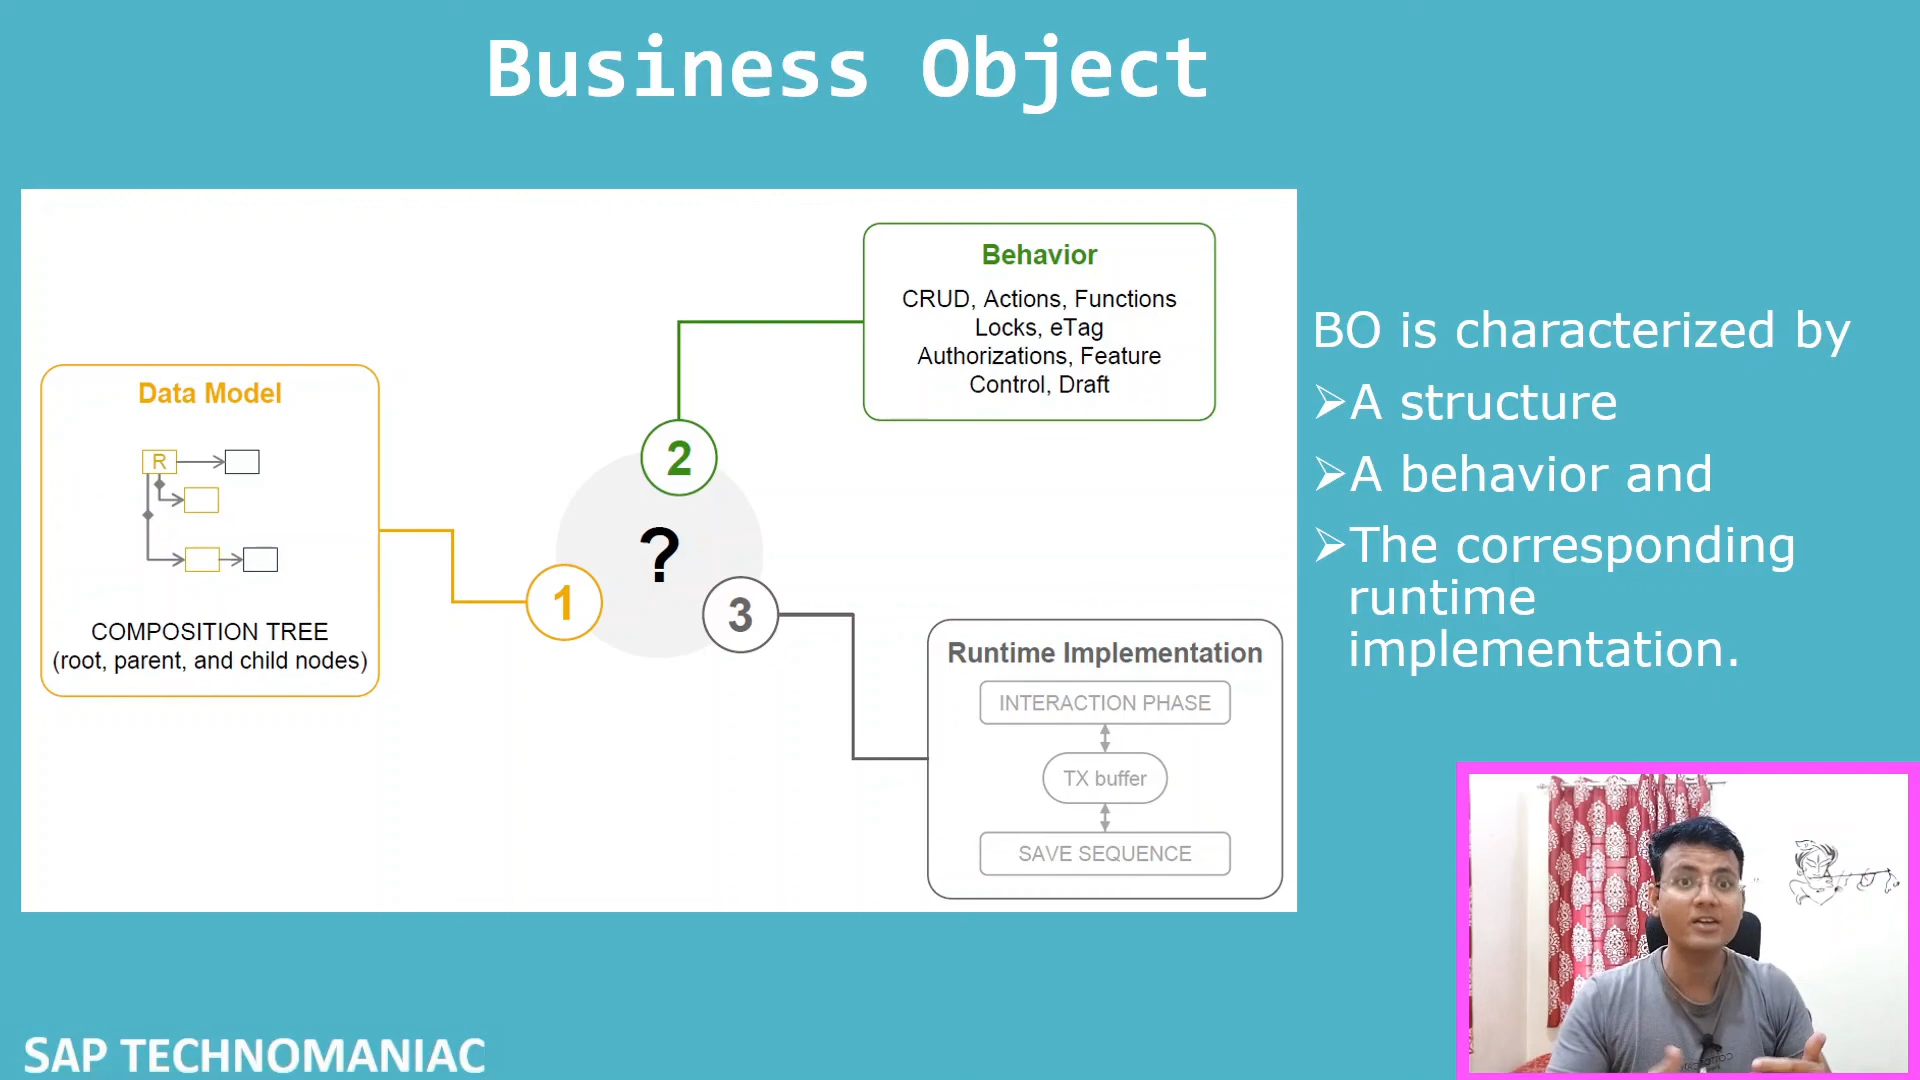 Business Object
Data Model
R
COMPOSITION TREE
(root, parent, and child nodes)
1
2
?
3
Behavior
CRUD, Actions, Functions
Locks, eTag
Authorizations, Feature
Control, Draft
Runtime Implementation
INTERACTION PHASE
TX buffer
SAVE SEQUENCE
BO is characterized by
➢A structure
➢A behavior and
➢The corresponding
runtime
implementation.
SAP TECHNOMANIAC